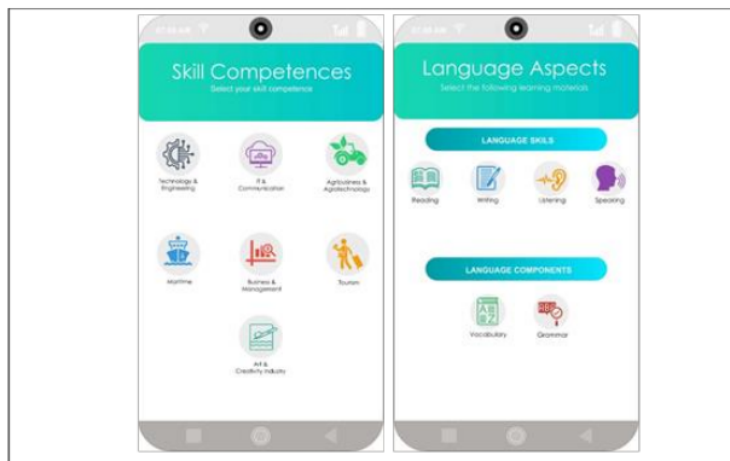 Skill Competences
Select your skill competence
Technology &
Engineering
IT &
Communication
Agribusiness &
Agrotechnology
Maritime
Business &
Management
Tourism
Art &
Creativity Industry
Language Aspects
Select the following learning materials
LANGUAGE SKILS
Reading
Writing
Listening
Speaking
LANGUAGE COMPONENTS
Vocabulary
Grammar